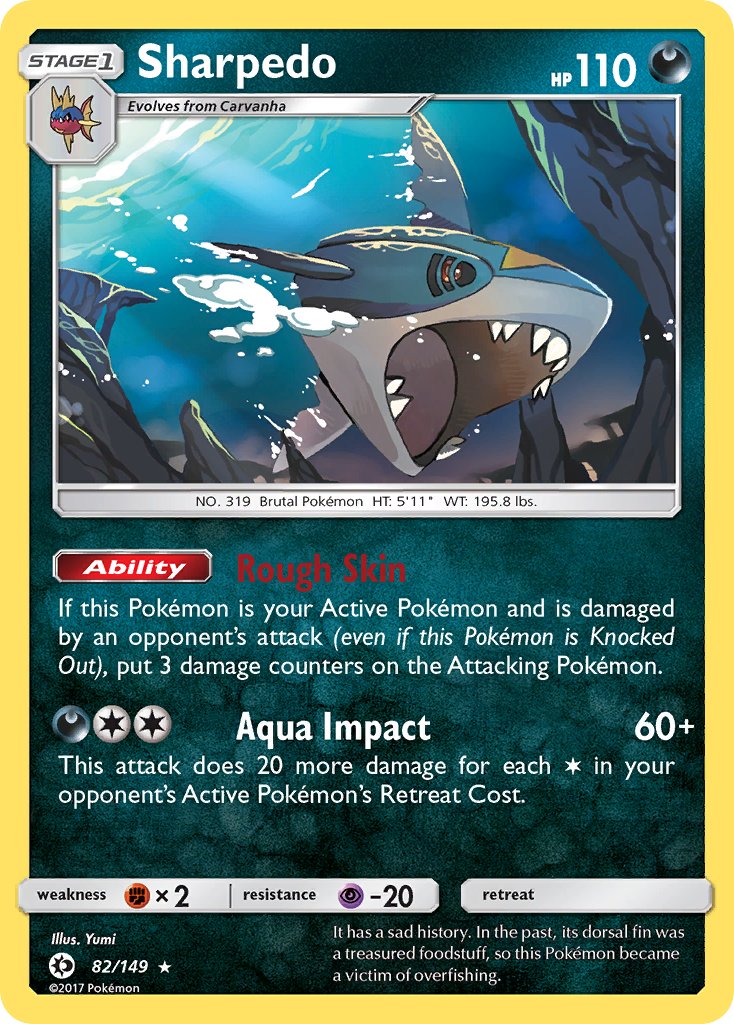 STAGE1
Sharpedo
HP 110
Evolves from Carvanha
NO. 319 Brutal Pokémon HT: 5'11" WT: 195.8 lbs.
Ability
Rough Skin
If this Pokémon is your Active Pokémon and is damaged
by an opponent's attack (even if this Pokémon is Knocked
Out), put 3 damage counters on the Attacking Pokémon.
Aqua Impact 60+
This attack does 20 more damage for each in your
opponent's Active Pokémon's Retreat Cost.
weakness ×2 resistance -20 retreat
Illus. Yumi
82/149 ★
©2017 Pokémon
It has a sad history. In the past, its dorsal fin was
a treasured foodstuff, so this Pokémon became
a victim of overfishing.